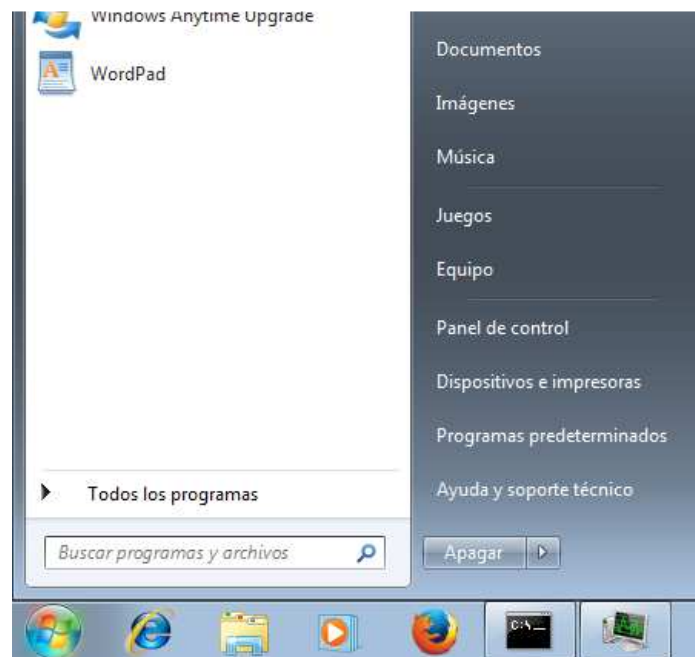 Windows Anytime Upgrade
WordPad
Todos los programas
Buscar programas y archivos
Documentos
Imágenes
Música
Juegos
Equipo
Panel de control
Dispositivos e impresoras
Programas predeterminados
Ayuda y soporte técnico
Apagar
C:\_